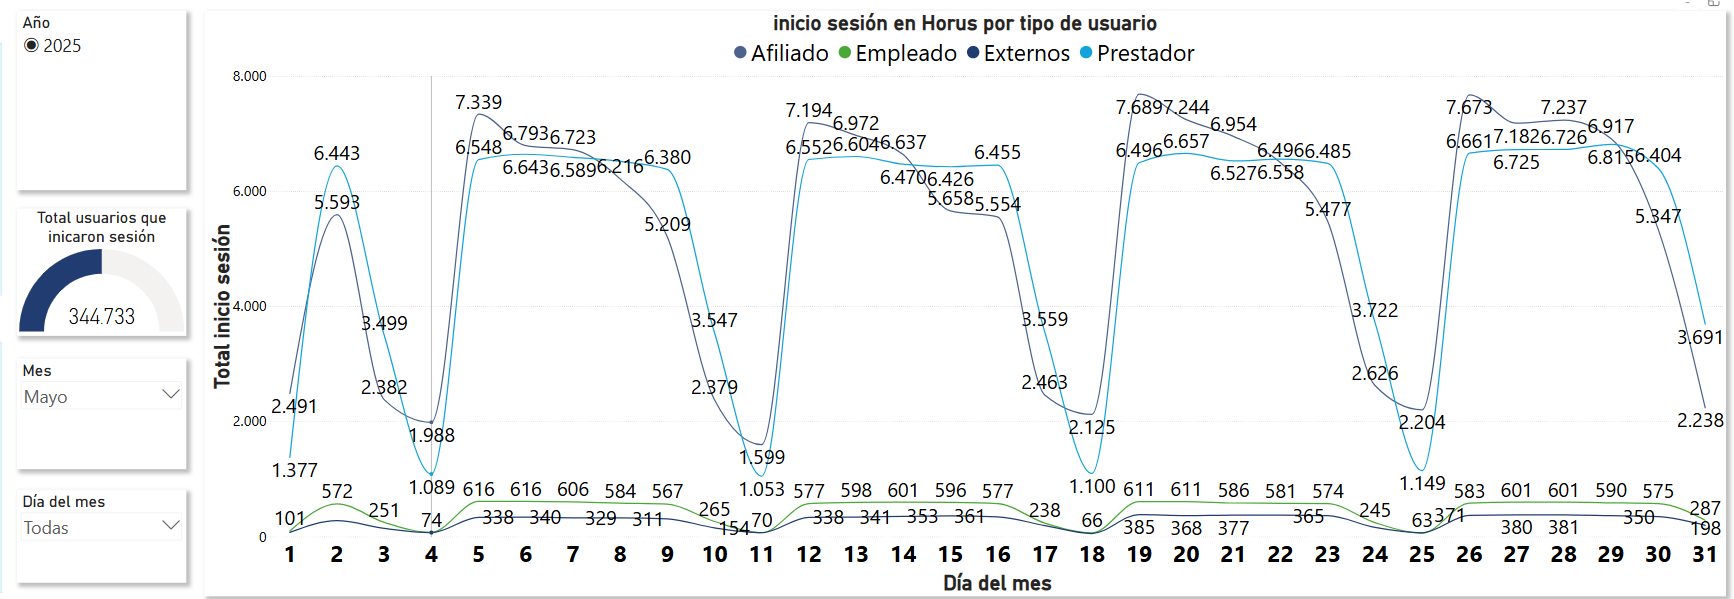 Año
2025
Total usuarios que
inicaron sesión
344.733
Mes
Mayo
Día del mes
Todas
inicio sesión en Horus por tipo de usuario
Afiliado Empleado Externos Prestador
Total inicio sesión
8.000
6.000
4.000
2.000
0
7.339 7.194 7.689 7.244 7.673 7.237
6.793 6.723 6.972 6.637 6.954 7.182 6.917
6.443 6.548 6.643 6.589 6.216 6.380 6.552 6.604 6.470 6.426 6.455 6.496 6.657 6.527 6.558 6.496 6.485 6.661 6.725 6.726 6.815 6.404
5.593 5.209 5.658 5.554 5.477 5.347
3.499 3.547 3.559 3.722 3.691
2.491 2.382 1.988 2.379 1.599 2.463 2.125 2.626 2.204 2.238
1.377 1.089 1.053 1.100 1.149
101 572 251 74 616 616 606 584 567 265 70 577 598 601 596 577 238 66 611 611 586 581 574 245 63 583 601 601 590 575 287
338 340 329 311 154 338 341 353 361 385 368 377 365 371 380 381 350 198
1 2 3 4 5 6 7 8 9 10 11 12 13 14 15 16 17 18 19 20 21 22 23 24 25 26 27 28 29 30 31
Día del mes